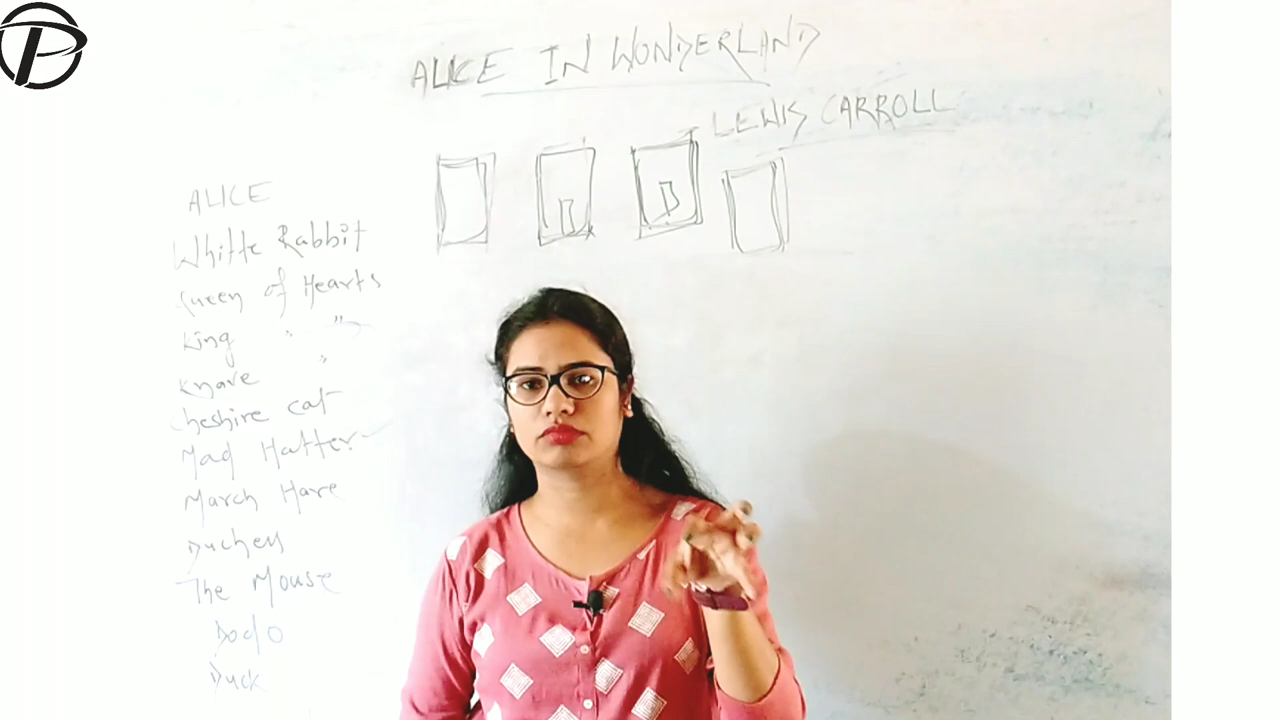 ALICE IN WONDERLAND
LEWIS CARROLL
ALICE
White Rabbit
Queen of Hearts
King " "
Knave "
Cheshire cat
Mad Hatter
March Hare
Duchess
The Mouse
Dodo
Duck